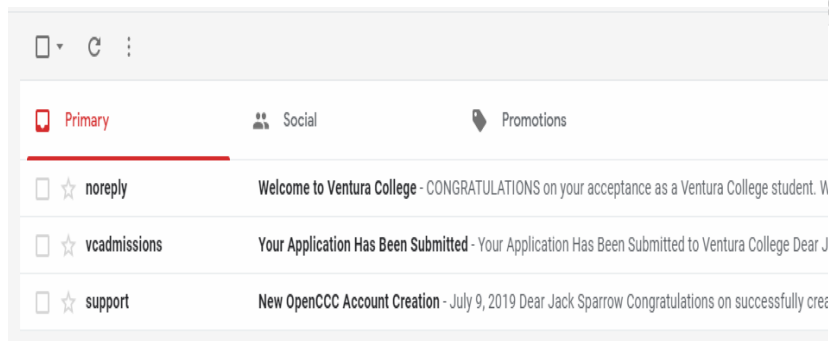 Primary Social Promotions
noreply Welcome to Ventura College - CONGRATULATIONS on your acceptance as a Ventura College student. W
vcadmissions Your Application Has Been Submitted - Your Application Has Been Submitted to Ventura College Dear J
support New OpenCCC Account Creation - July 9, 2019 Dear Jack Sparrow Congratulations on successfully crea